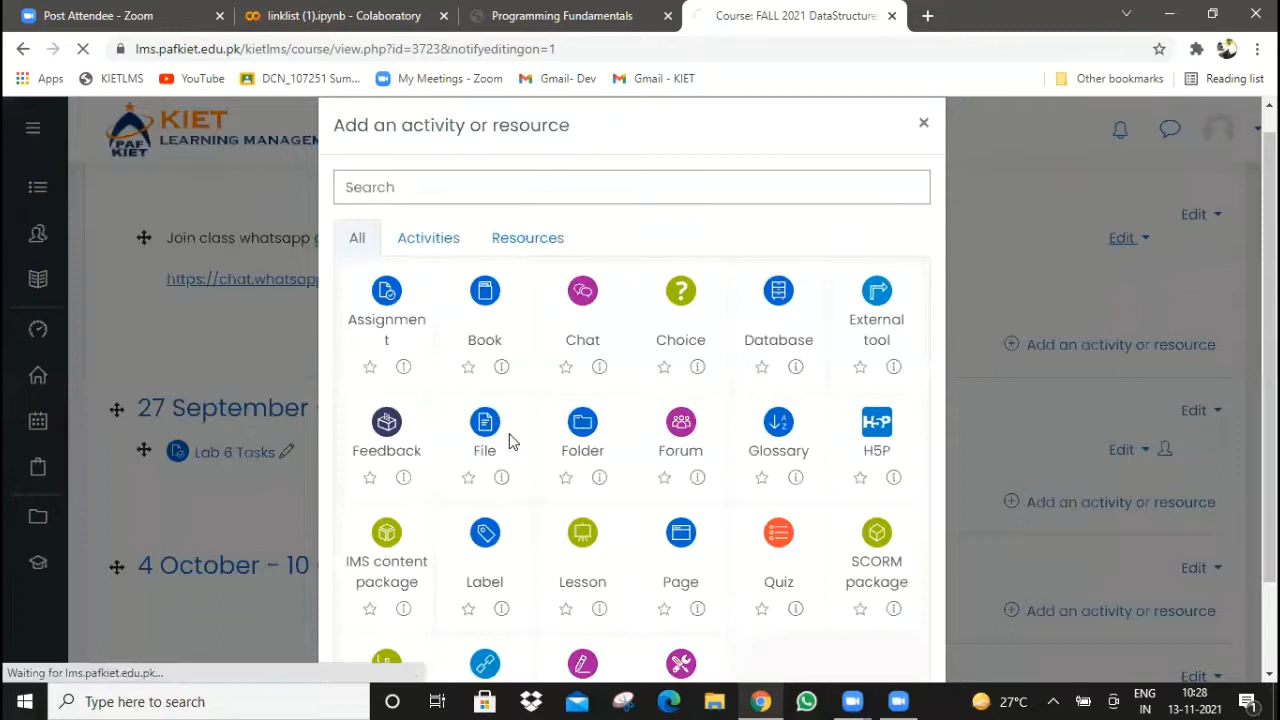 Post Attendee - Zoom
linklist (1).ipynb - Colaboratory
Programming Fundamentals
Course: FALL 2021 DataStructure
lms.pafkiet.edu.pk/kietlms/course/view.php?id=3723&notifyeditingon=1
Apps
KIETLMS
YouTube
DCN_107251 Sum...
My Meetings - Zoom
Gmail- Dev
Gmail - KIET
Other bookmarks
Reading list
PAF KIET
KIET
LEARNING MANAGEM
Add an activity or resource
Search
All
Activities
Resources
Edit
Join class whatsapp g
Edit
https://chat.whatsapp
Assignmen
t
Book
Chat
Choice
Database
External
tool
Add an activity or resource
27 September -
Edit
Lab 6 Tasks
Edit
Feedback
File
Folder
Forum
Glossary
H5P
H5P
Add an activity or resource
4 October - 10
Edit
IMS content
package
Label
Lesson
Page
Quiz
SCORM
package
Add an activity or resource
Edit
Waiting for lms.pafkiet.edu.pk...
Type here to search
27°C
ENG
IN
10:28
13-11-2021
1